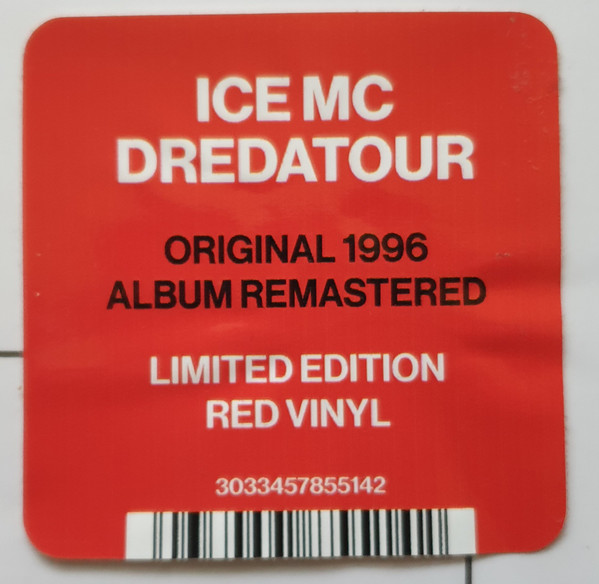 ICE MC
DREDATOUR
ORIGINAL 1996
ALBUM REMASTERED
LIMITED EDITION
RED VINYL
3033457855142